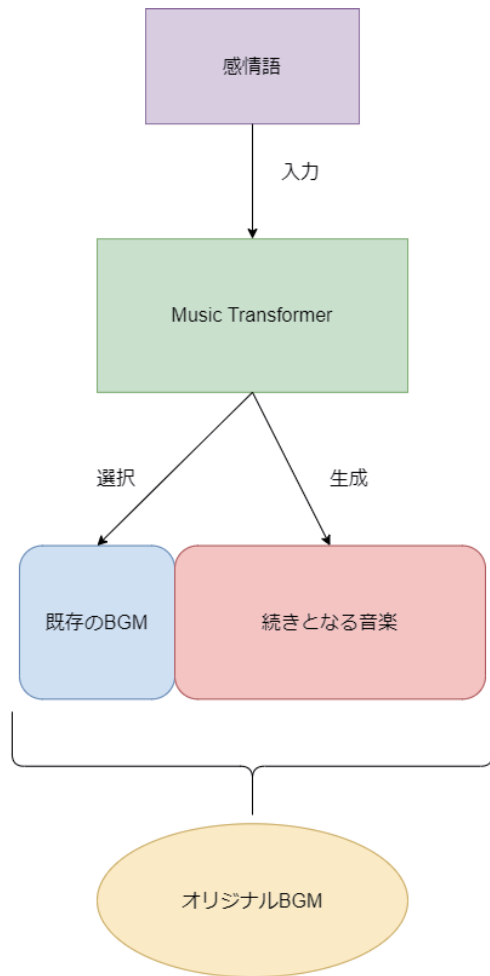 感情語
入力
Music Transformer
選択
生成
既存のBGM
続きとなる音楽
オリジナルBGM